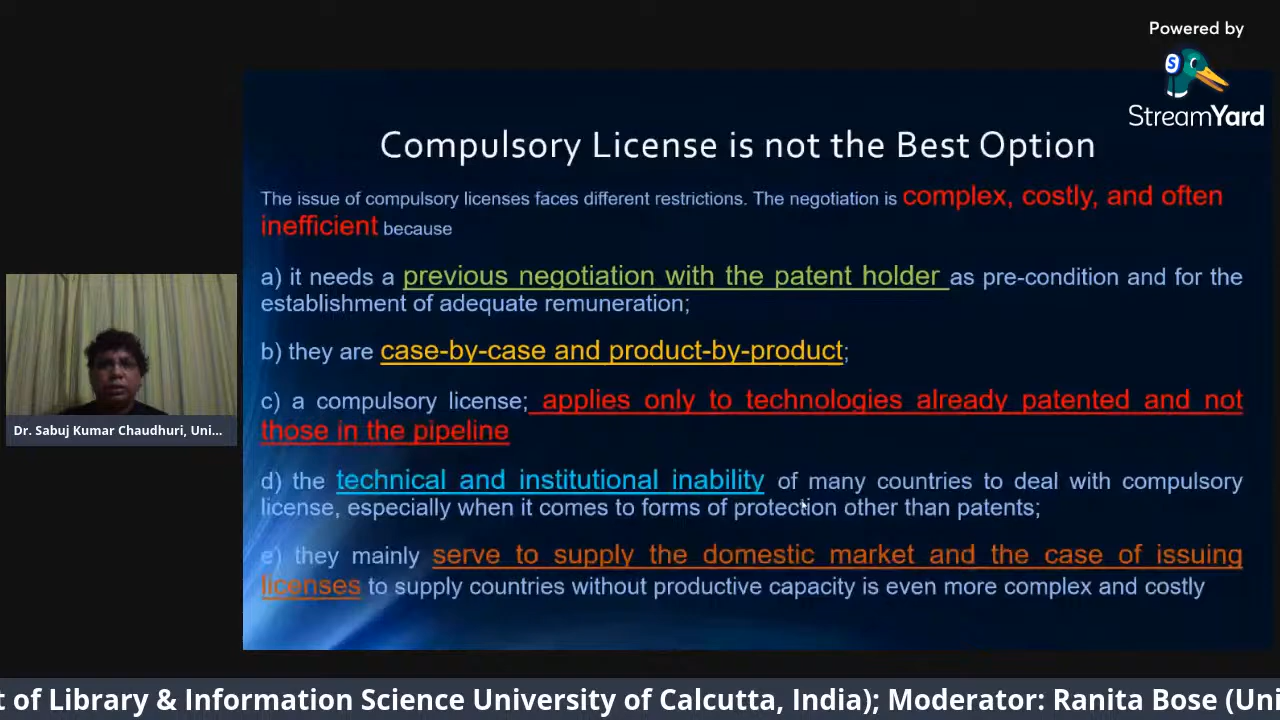 Powered by
StreamYard
Compulsory License is not the Best Option
The issue of compulsory licenses faces different restrictions. The negotiation is complex, costly, and often
inefficient because
a) it needs a previous negotiation with the patent holder as pre-condition and for the
establishment of adequate remuneration;
b) they are case-by-case and product-by-product;
c) a compulsory license; applies only to technologies already patented and not
those in the pipeline
d) the technical and institutional inability of many countries to deal with compulsory
license, especially when it comes to forms of protection other than patents;
e) they mainly serve to supply the domestic market and the case of issuing
licenses to supply countries without productive capacity is even more complex and costly
Dr. Sabuj Kumar Chaudhuri, Uni...
t of Library & Information Science University of Calcutta, India); Moderator: Ranita Bose (Uni